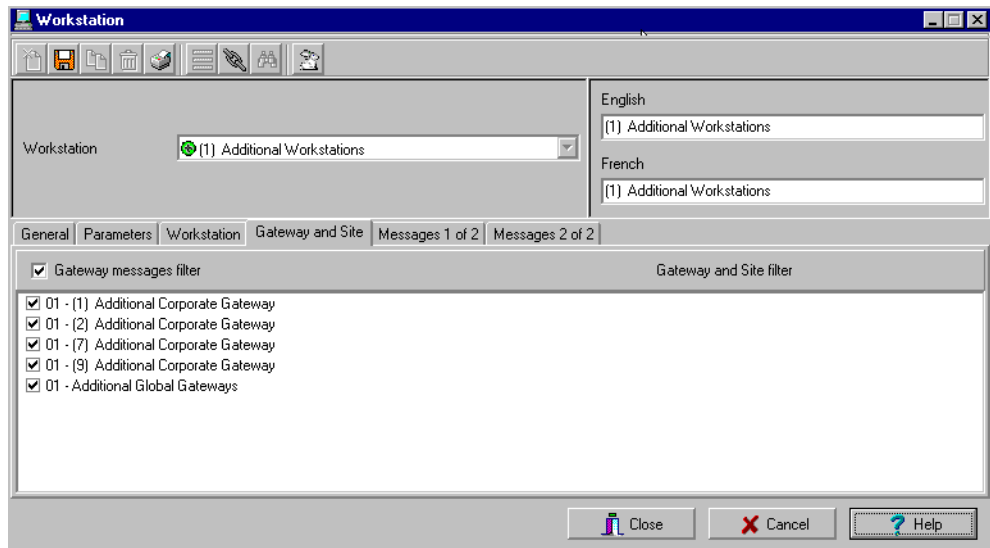 Workstation
English
(1) Additional Workstations
Workstation
(1) Additional Workstations
French
(1) Additional Workstations
General
Parameters
Workstation
Gateway and Site
Messages 1 of 2
Messages 2 of 2
Gateway messages filter
Gateway and Site filter
01 - (1) Additional Corporate Gateway
01 - (2) Additional Corporate Gateway
01 - (7) Additional Corporate Gateway
01 - (9) Additional Corporate Gateway
01 - Additional Global Gateways
Close
Cancel
Help